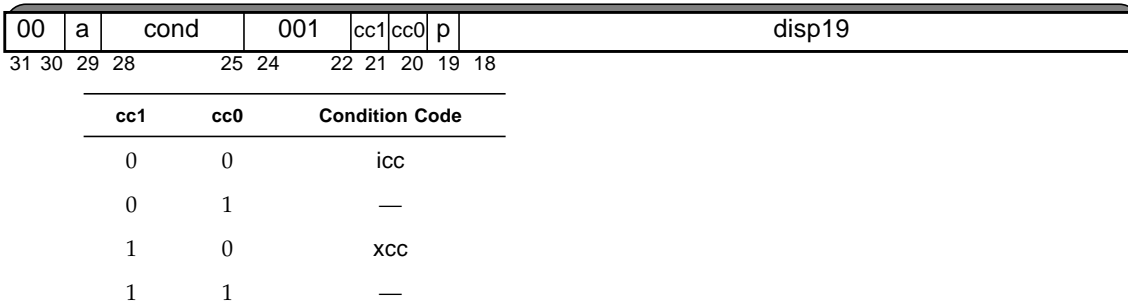 00 a cond 001 cc1 cc0 p disp19
31 30 29 28 25 24 22 21 20 19 18
cc1 cc0 Condition Code
0 0 icc
0 1 —
1 0 xcc
1 1 —